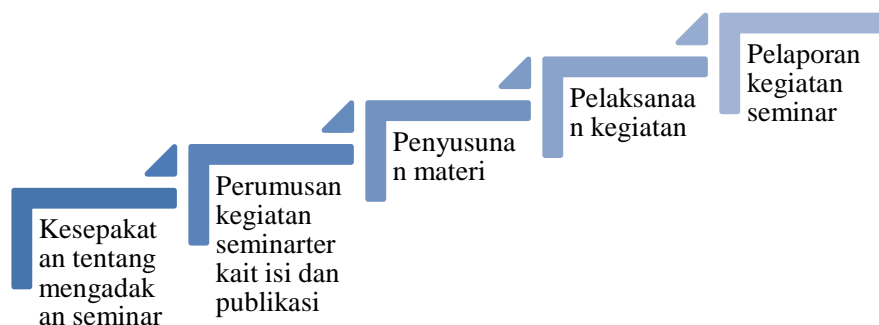 Kesepakat
an tentang
mengadak
an seminar
Perumusan
kegiatan
seminarter
kait isi dan
publikasi
Penyusuna
n materi
Pelaksanaa
n kegiatan
Pelaporan
kegiatan
seminar